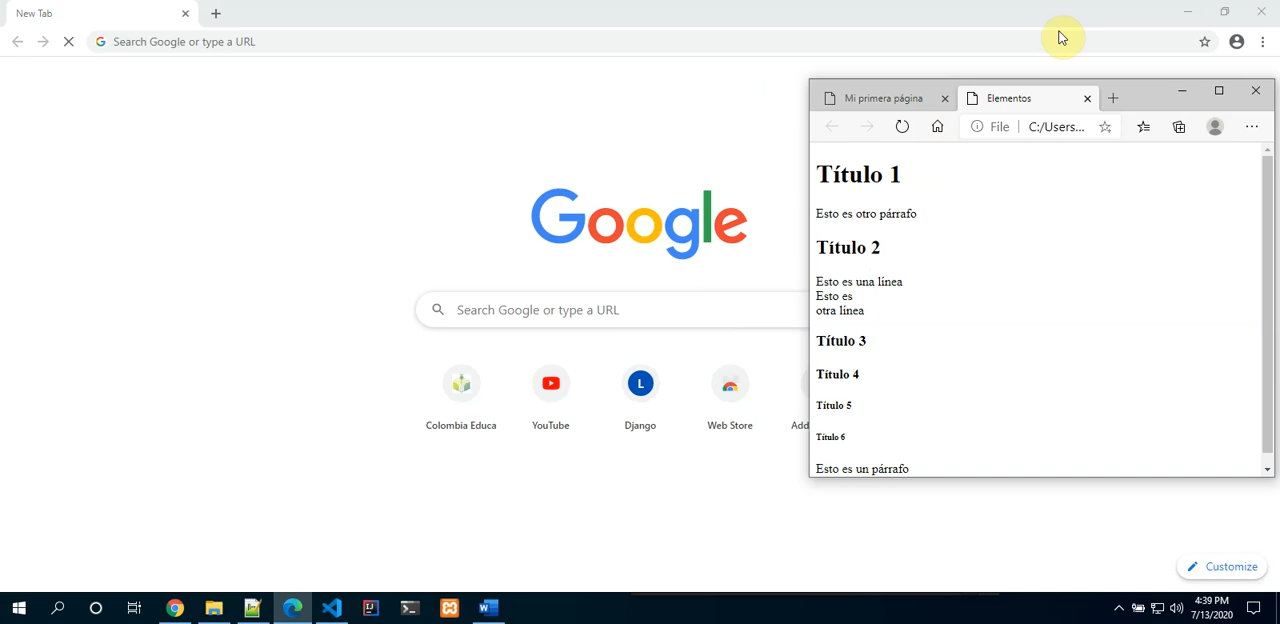 New Tab
Search Google or type a URL
Mi primera página
Elementos
File
C:/Users...
Título 1
Esto es otro párrafo
Título 2
Esto es una línea
Esto es
otra línea
Título 3
Título 4
Título 5
Título 6
Esto es un párrafo
Google
Search Google or type a URL
L
Colombia Educa
YouTube
Django
Web Store
Add
Customize
4:39 PM
7/13/2020